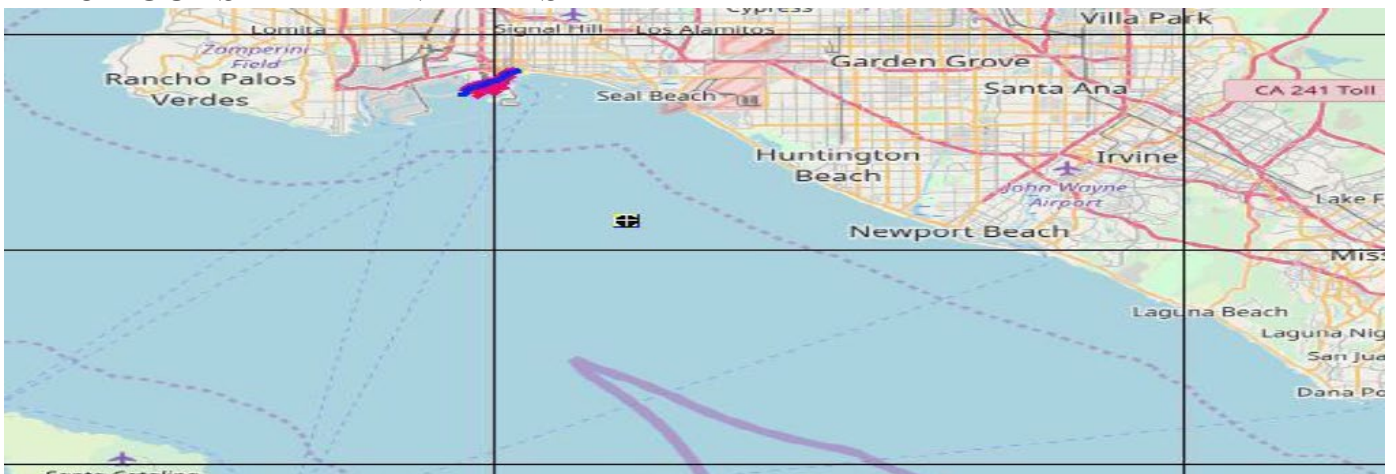 Cypress
Villa Park
Lomita
Signal Hill
Los Alamitos
Zamperini
Field
Garden Grove
Rancho Palos
Verdes
Seal Beach
Santa Ana
CA 241 Toll
Huntington
Beach
Irvine
John Wayne
Airport
Lake F
Newport Beach
Miss
Laguna Beach
Laguna Nig
San Jua
Dana Po
Santa Catalina